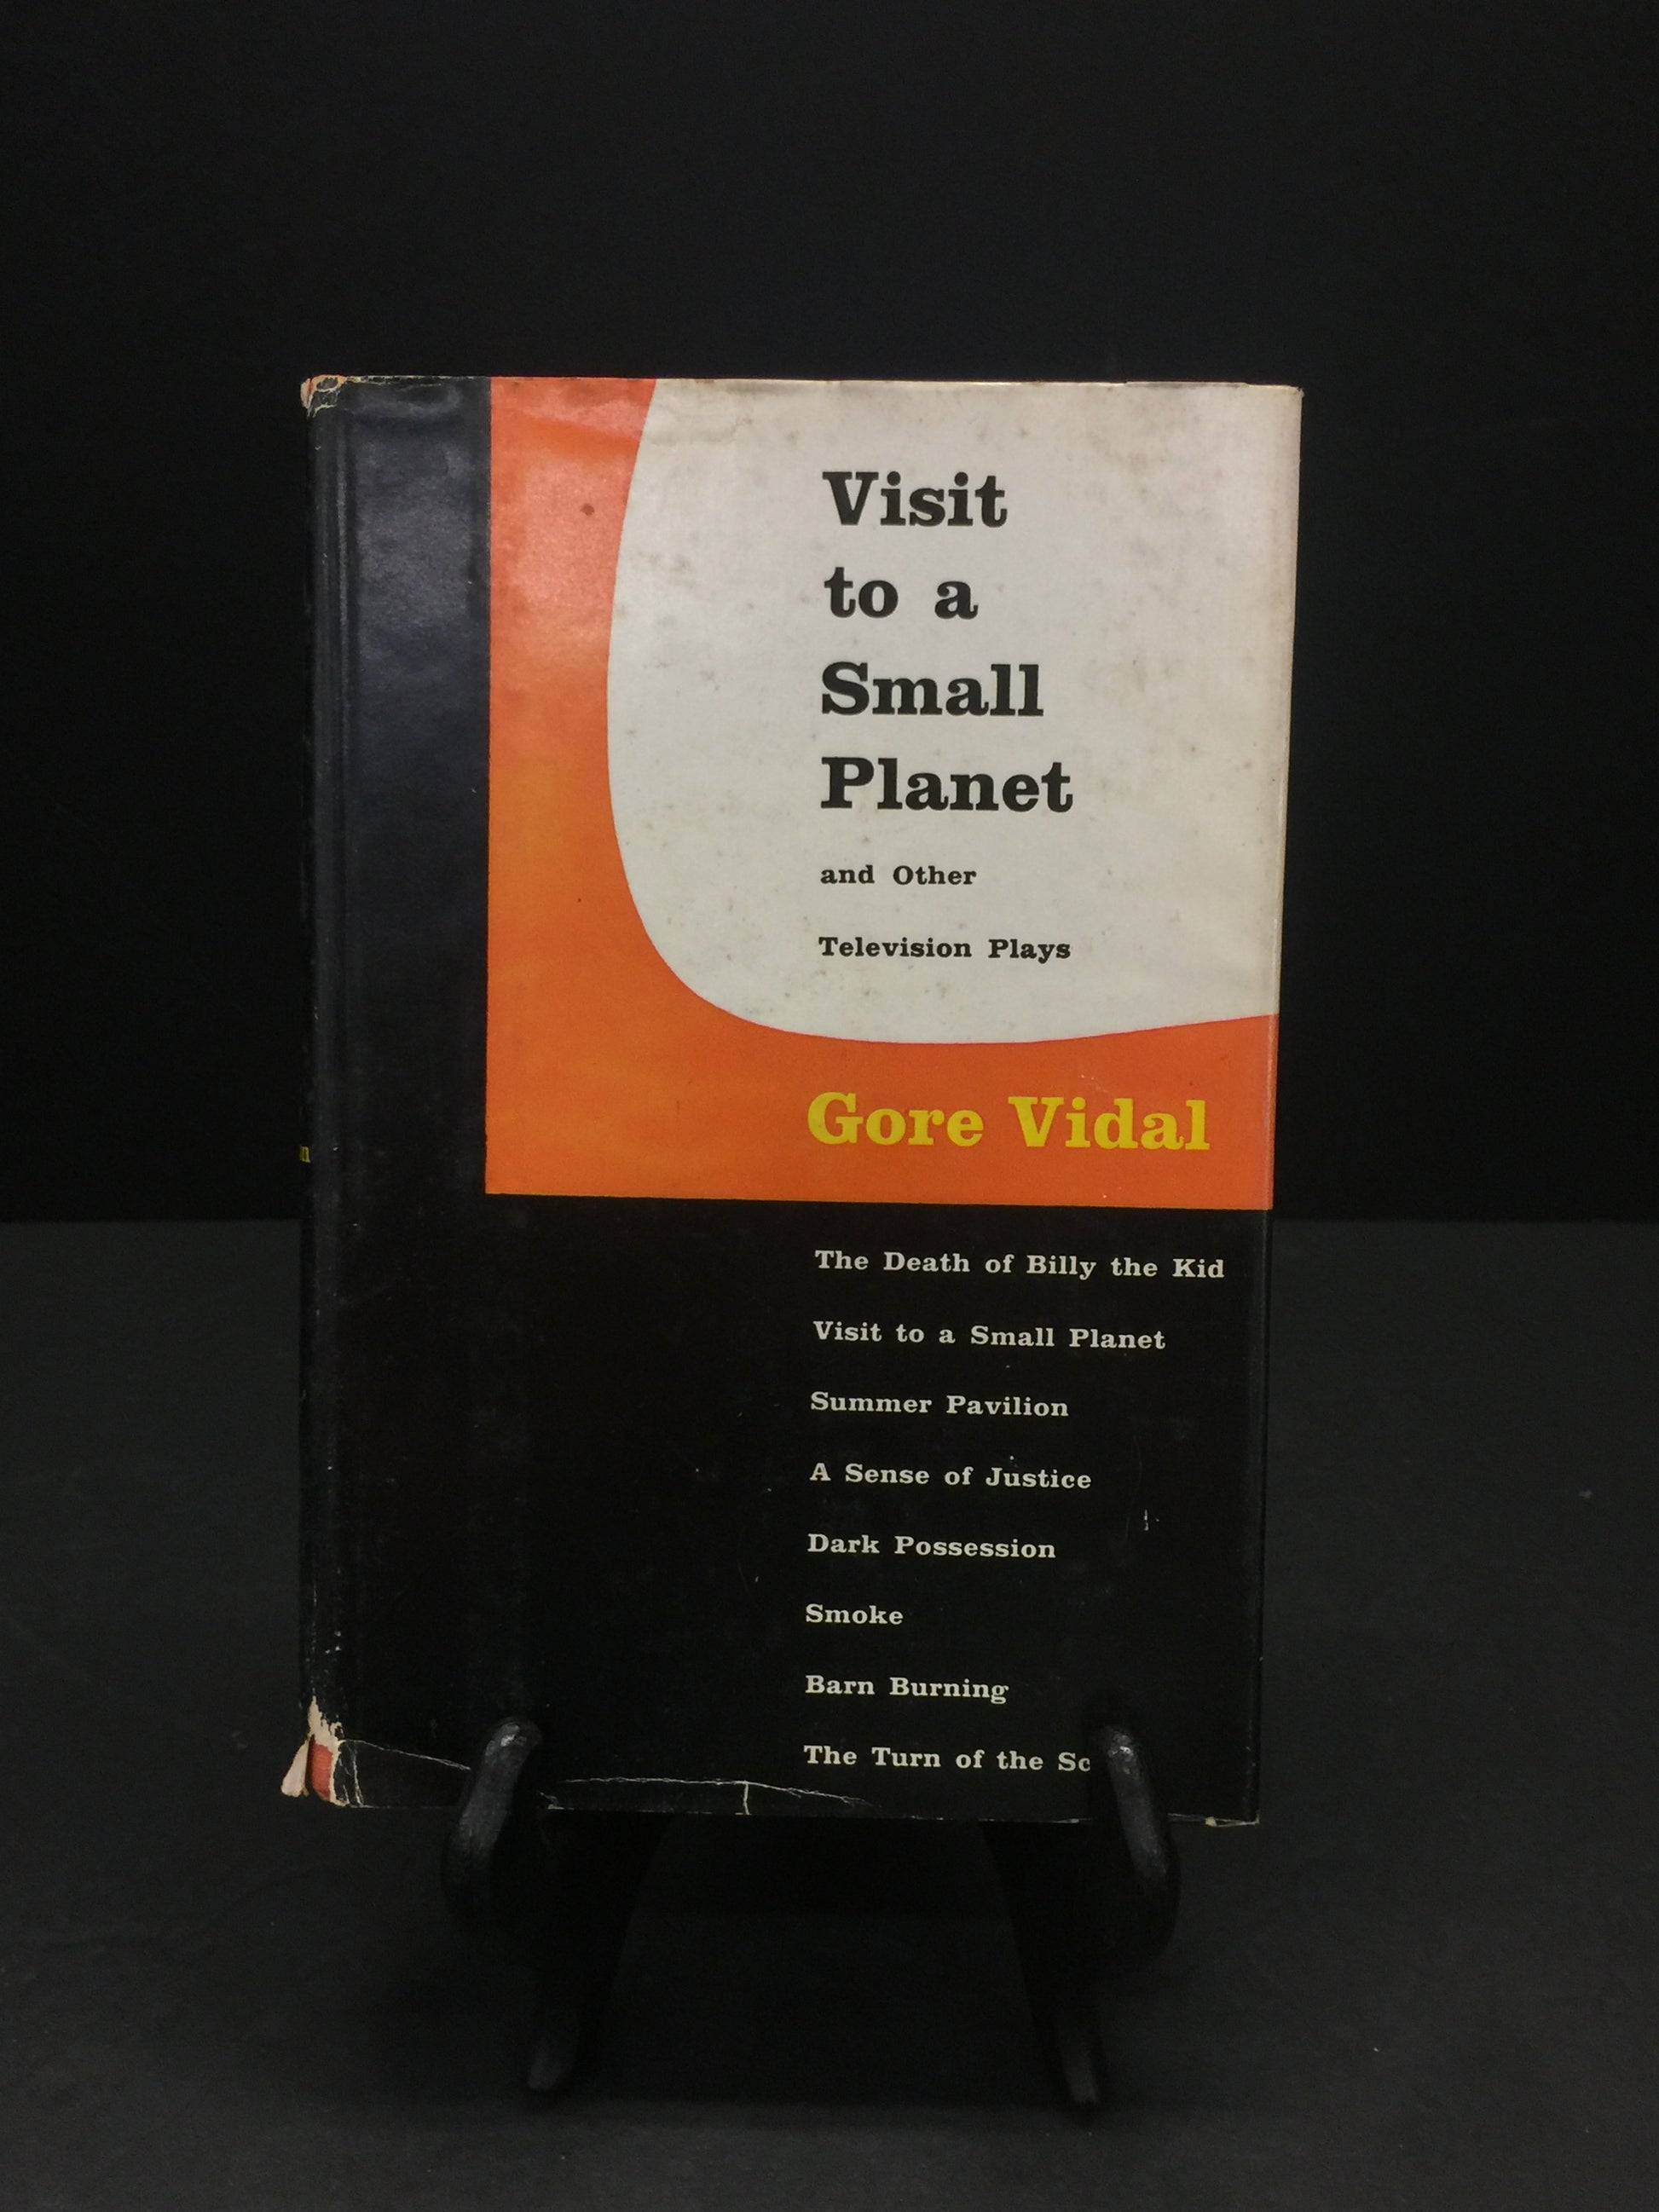 Visit
to a
Small
Planet
and Other
Television Plays
Gore Vidal
The Death of Billy the Kid
Visit to a Small Planet
Summer Pavilion
A Sense of Justice
Dark Possession
Smoke
Barn Burning
The Turn of the Sc